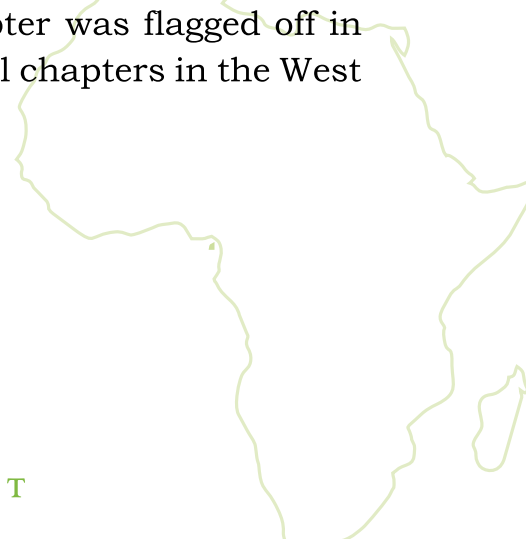 pter was flagged off in
l chapters in the West
T